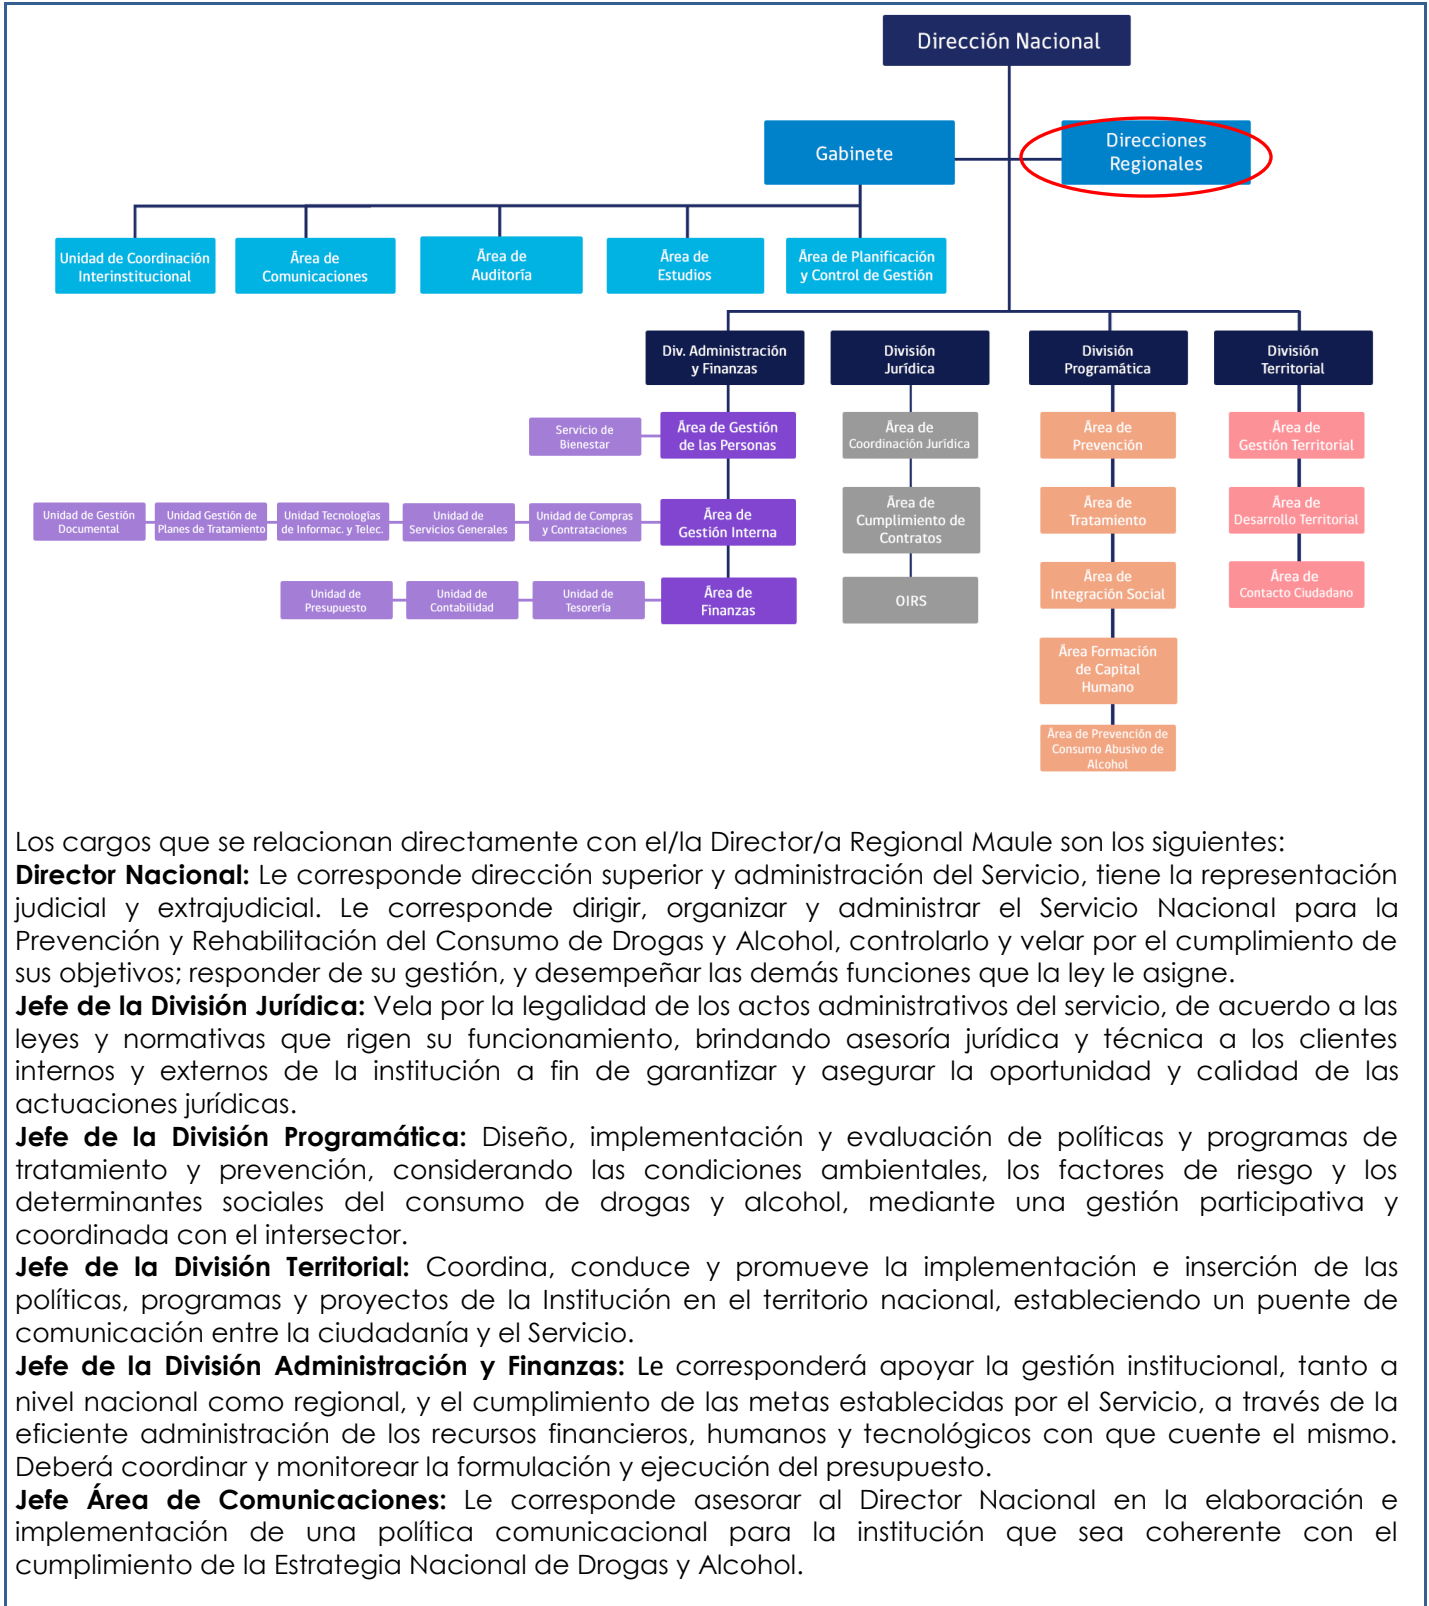 Dirección Nacional
Gabinete
Direcciones
Regionales
Unidad de Coordinación
Interinstitucional
Área de
Comunicaciones
Área de
Auditoría
Área de
Estudios
Área de Planificación
y Control de Gestión
Div. Administración
y Finanzas
División
Jurídica
División
Programática
División
Territorial
Servicio de
Bienestar
Área de Gestión
de las Personas
Área de
Coordinación Jurídica
Área de
Prevención
Área de
Gestión Territorial
Unidad de Gestión
Documental
Unidad Gestión de
Planes de Tratamiento
Unidad Tecnologías
de Informac. y Telec.
Unidad de
Servicios Generales
Unidad de Compras
y Contrataciones
Área de
Gestión Interna
Área de
Cumplimiento de
Contratos
Área de
Tratamiento
Área de
Desarrollo Territorial
Unidad de
Presupuesto
Unidad de
Contabilidad
Unidad de
Tesorería
Área de
Finanzas
OIRS
Área de
Integración Social
Área de
Contacto Ciudadano
Área Formación
de Capital
Humano
Área de Prevención de
Consumo Abusivo de
Alcohol
Los cargos que se relacionan directamente con el/la Director/a Regional Maule son los siguientes:
Director Nacional: Le corresponde dirección superior y administración del Servicio, tiene la representación
judicial y extrajudicial. Le corresponde dirigir, organizar y administrar el Servicio Nacional para la
Prevención y Rehabilitación del Consumo de Drogas y Alcohol, controlarlo y velar por el cumplimiento de
sus objetivos; responder de su gestión, y desempeñar las demás funciones que la ley le asigne.
Jefe de la División Jurídica: Vela por la legalidad de los actos administrativos del servicio, de acuerdo a las
leyes y normativas que rigen su funcionamiento, brindando asesoría jurídica y técnica a los clientes
internos y externos de la institución a fin de garantizar y asegurar la oportunidad y calidad de las
actuaciones jurídicas.
Jefe de la División Programática: Diseño, implementación y evaluación de políticas y programas de
tratamiento y prevención, considerando las condiciones ambientales, los factores de riesgo y los
determinantes sociales del consumo de drogas y alcohol, mediante una gestión participativa y
coordinada con el intersector.
Jefe de la División Territorial: Coordina, conduce y promueve la implementación e inserción de las
políticas, programas y proyectos de la Institución en el territorio nacional, estableciendo un puente de
comunicación entre la ciudadanía y el Servicio.
Jefe de la División Administración y Finanzas: Le corresponderá apoyar la gestión institucional, tanto a
nivel nacional como regional, y el cumplimiento de las metas establecidas por el Servicio, a través de la
eficiente administración de los recursos financieros, humanos y tecnológicos con que cuente el mismo.
Deberá coordinar y monitorear la formulación y ejecución del presupuesto.
Jefe Área de Comunicaciones: Le corresponde asesorar al Director Nacional en la elaboración e
implementación de una política comunicacional para la institución que sea coherente con el
cumplimiento de la Estrategia Nacional de Drogas y Alcohol.